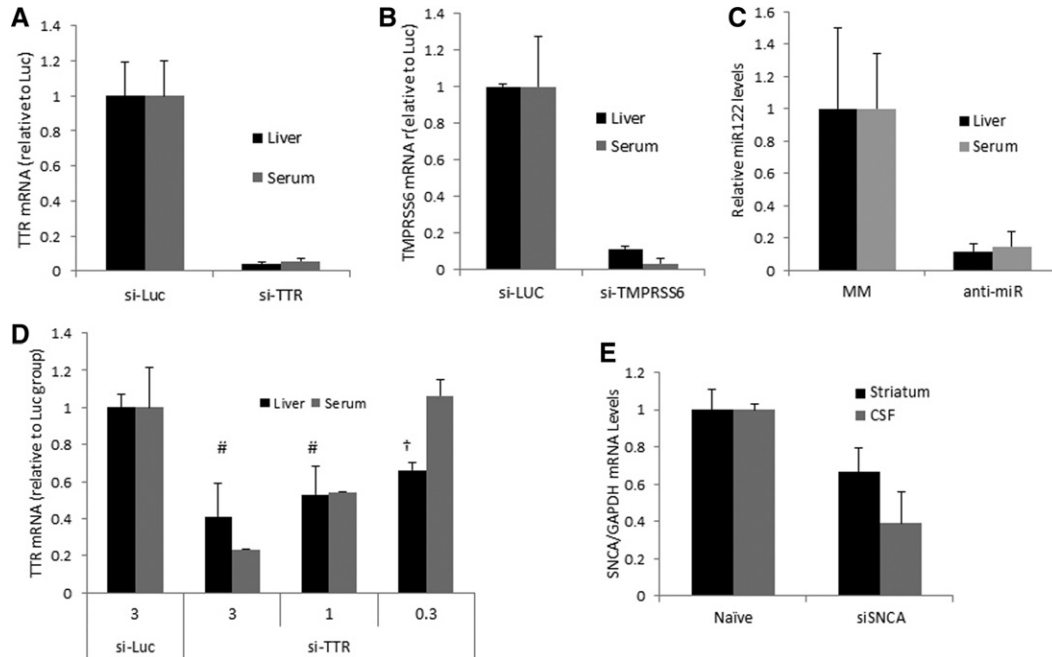 A
TTR mRNA (relative to Luc)
1.4
1.2
1
0.8
0.6
0.4
0.2
0
Liver
Serum
si-Luc
si-TTR
B
TMPRSS6 mRNA r(elative to Luc)
1.4
1.2
1
0.8
0.6
0.4
0.2
0
Liver
Serum
si-LUC
si-TMPRSS6
C
Relative miR122 levels
1.6
1.4
1.2
1
0.8
0.6
0.4
0.2
0
Liver
Serum
MM
anti-miR
D
TTR mRNA (relative to Luc group)
1.4
1.2
1
0.8
0.6
0.4
0.2
0
Liver
Serum
# # †
3 3 1 0.3
si-Luc si-TTR
E
SNCA/GAPDH mRNA Levels
1.2
1
0.8
0.6
0.4
0.2
0
Striatum
CSF
Naïve
siSNCA